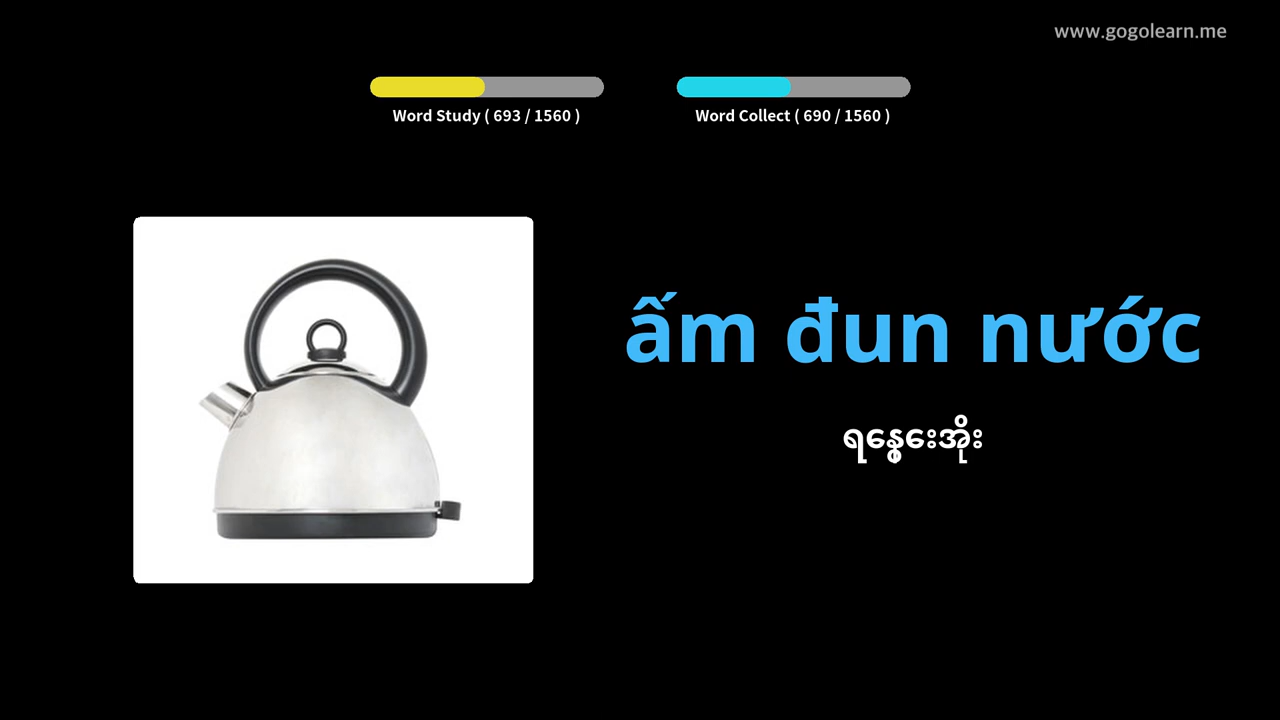 www.gogolearn.me
Word Study ( 693 / 1560 )
Word Collect ( 690 / 1560 )
ấm đun nước
ရေနွေးအိုး